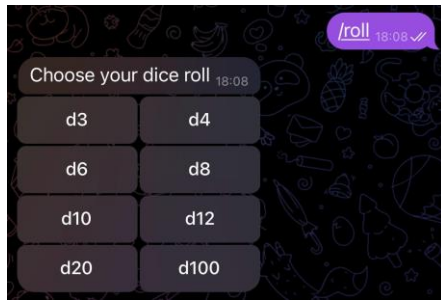 /roll 18:08
Choose your dice roll 18:08
d3 d4
d6 d8
d10 d12
d20 d100